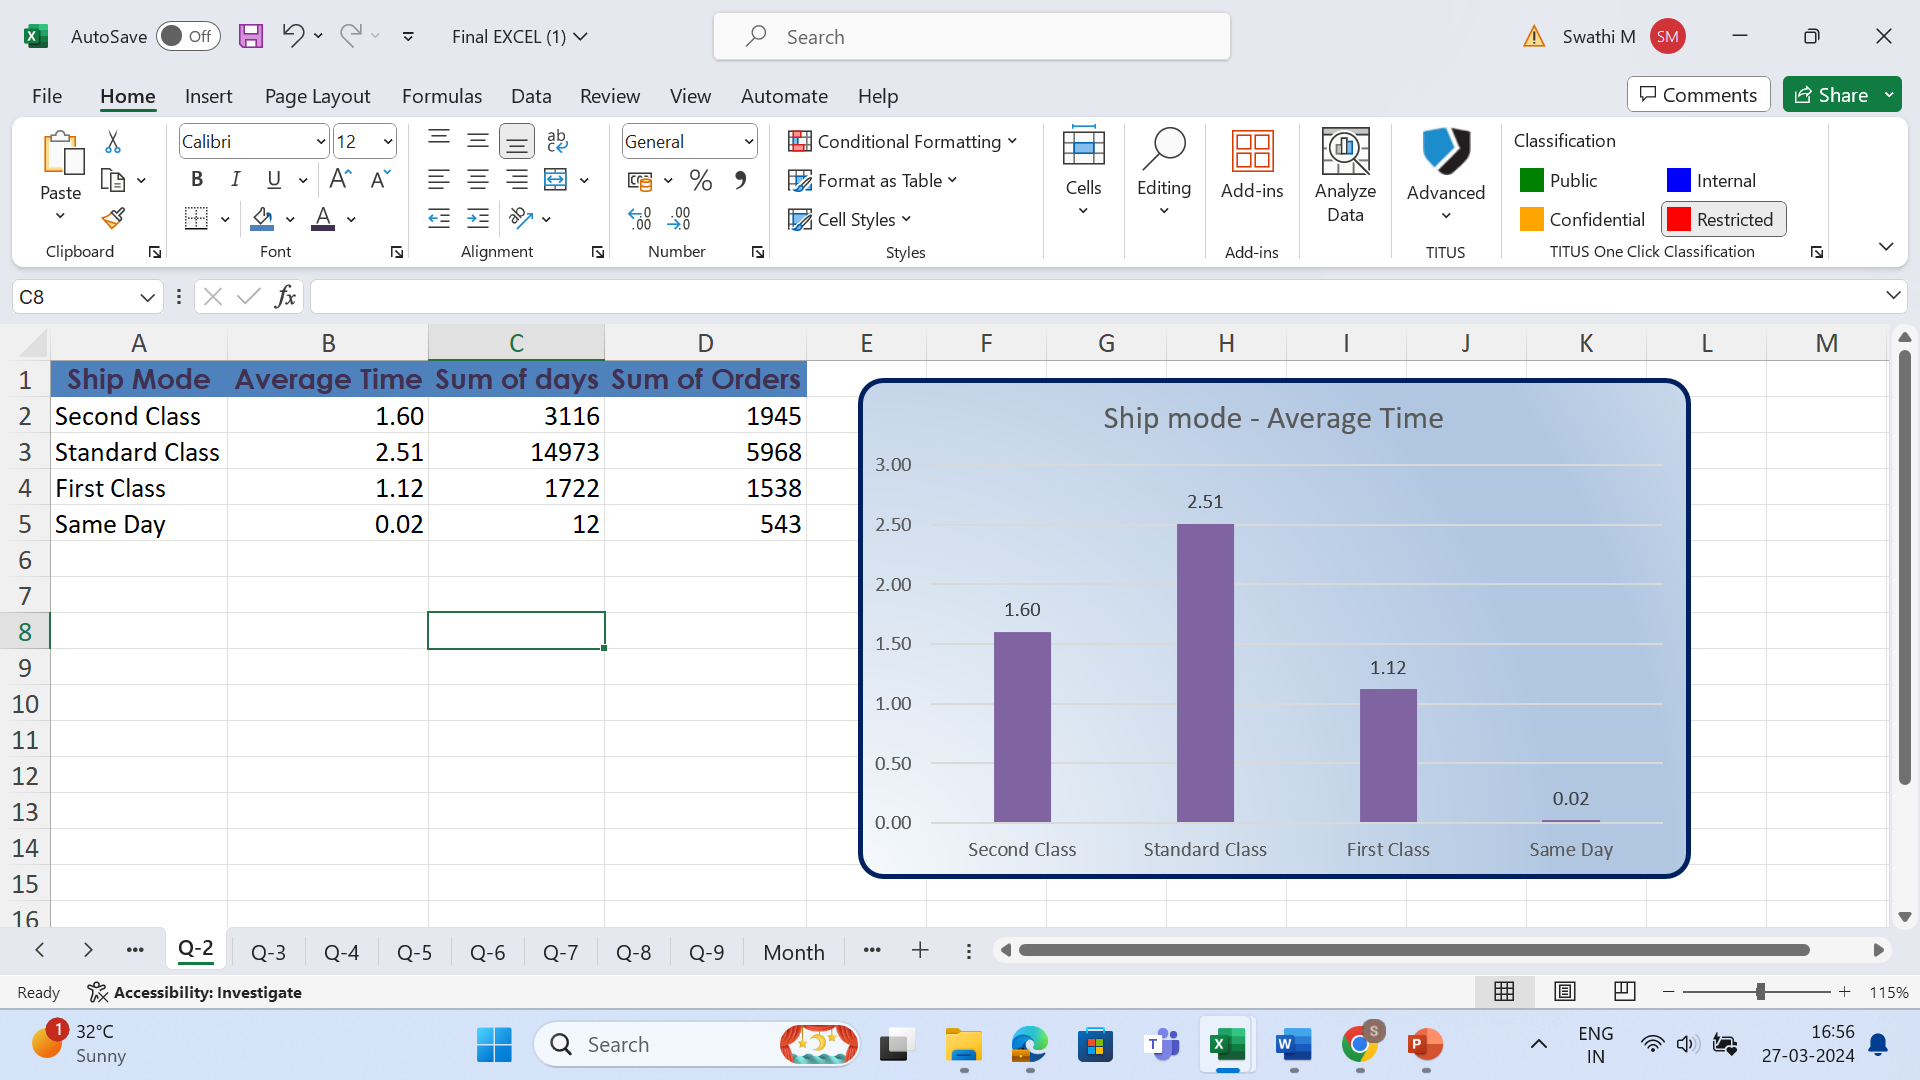 AutoSave Off Final EXCEL (1) Search Swathi M SM
File Home Insert Page Layout Formulas Data Review View Automate Help Comments Share
Paste
Clipboard
Calibri 12
B I U A A
A
Font
ab
c
Alignment
General
% 9
Number
Conditional Formatting
Format as Table
Cell Styles
Styles
Cells
Editing
Add-ins
Add-ins
Analyze
Data
Advanced
TITUS
Classification
Public Internal
Confidential Restricted
TITUS One Click Classification
C8 fx
A B C D E F G H I J K L M
1 Ship Mode Average Time Sum of days Sum of Orders
2 Second Class 1.60 3116 1945
3 Standard Class 2.51 14973 5968
4 First Class 1.12 1722 1538
5 Same Day 0.02 12 543
6
7
8
9
10
11
12
13
14
15
16
Ship mode - Average Time
3.00
2.50
2.00
1.50
1.00
0.50
0.00
1.60
2.51
1.12
0.02
Second Class Standard Class First Class Same Day
Q-2 Q-3 Q-4 Q-5 Q-6 Q-7 Q-8 Q-9 Month
Ready Accessibility: Investigate 115%
1 32°C
Sunny
Search
T W S P
ENG
IN
16:56
27-03-2024